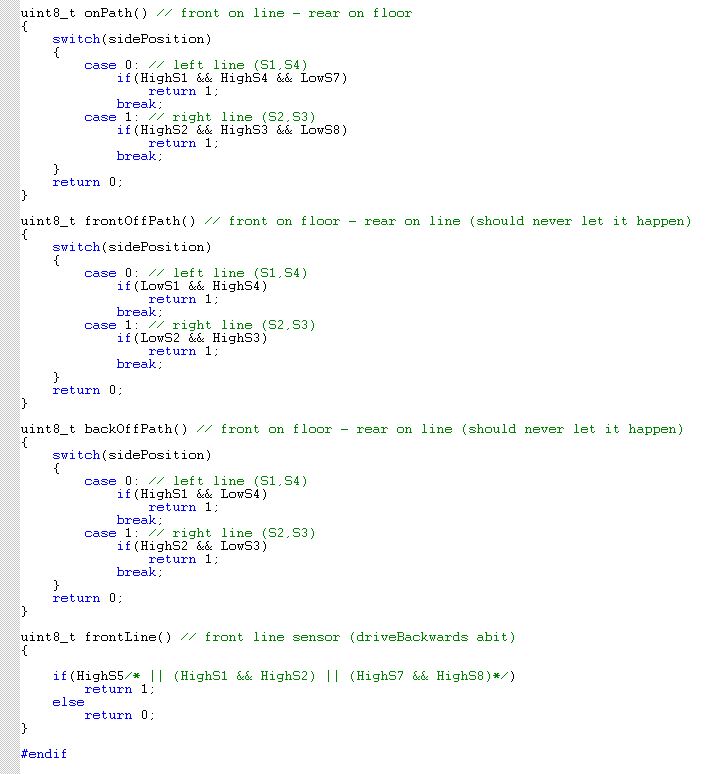 uint8_t onPath() // front on line - rear on floor
{
    switch(sidePosition)
    {
        case 0: // left line (S1,S4)
            if(HighS1 && HighS4 && LowS7)
                return 1;
            break;
        case 1: // right line (S2,S3)
            if(HighS2 && HighS3 && LowS8)
                return 1;
            break;
    }
    return 0;
}
uint8_t frontOffPath() // front on floor - rear on line (should never let it happen)
{
    switch(sidePosition)
    {
        case 0: // left line (S1,S4)
            if(LowS1 && HighS4)
                return 1;
            break;
        case 1: // right line (S2,S3)
            if(LowS2 && HighS3)
                return 1;
            break;
    }
    return 0;
}
uint8_t backOffPath() // front on floor - rear on line (should never let it happen)
{
    switch(sidePosition)
    {
        case 0: // left line (S1,S4)
            if(HighS1 && LowS4)
                return 1;
            break;
        case 1: // right line (S2,S3)
            if(HighS2 && LowS3)
                return 1;
            break;
    }
    return 0;
}
uint8_t frontLine() // front line sensor (driveBackwards abit)
{
    if(HighS5/* || (HighS1 && HighS2) || (HighS7 && HighS8)*/)
        return 1;
    else
        return 0;
}
#endif